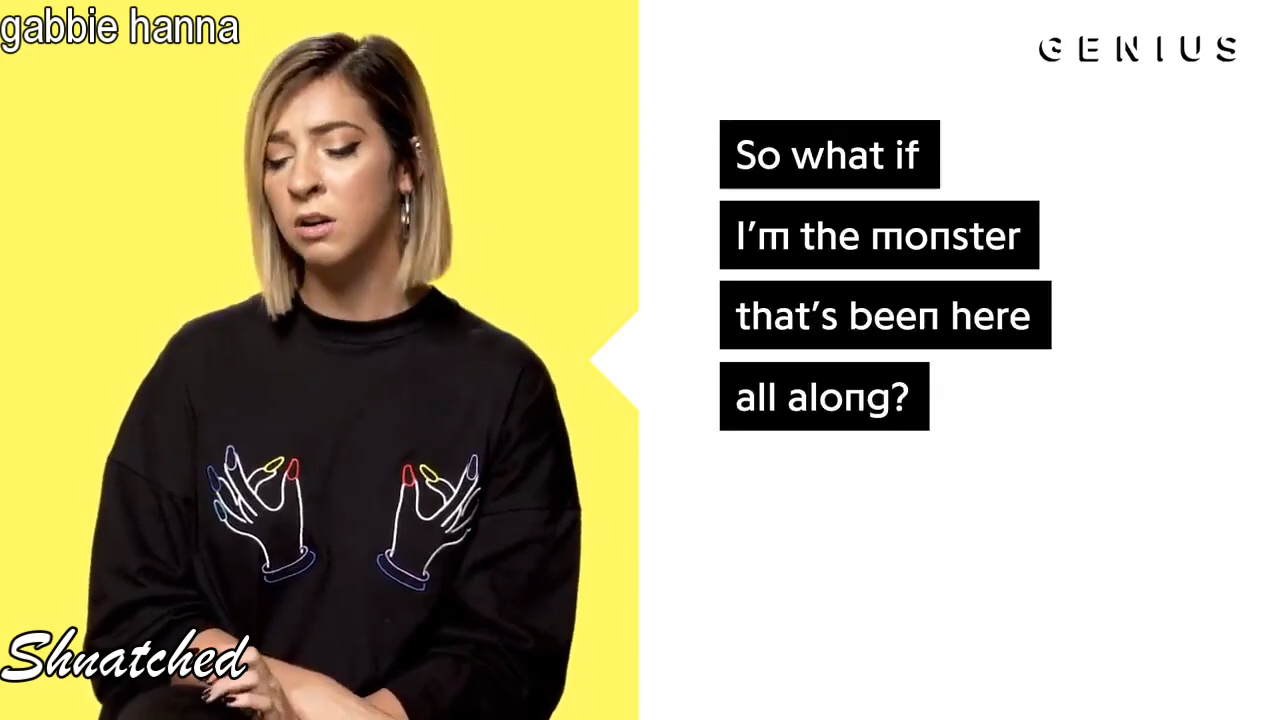 gabbie hanna
GENIUS
So what if
I'm the monster
that's been here
all along?
Shnatched